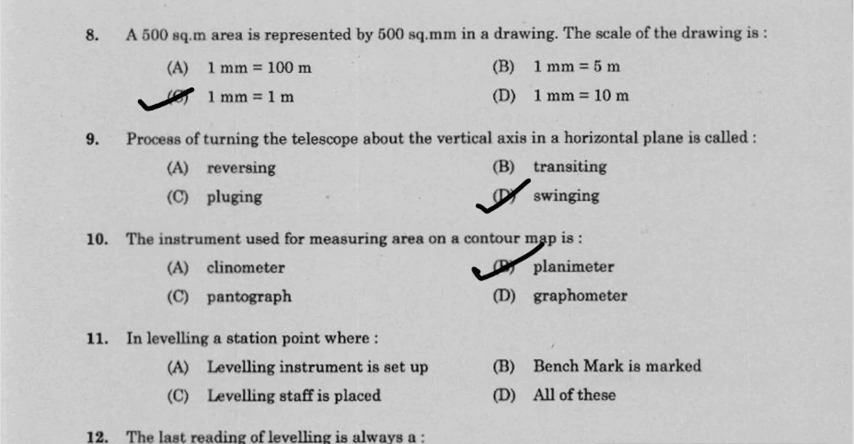 8. A 500 sq.m area is represented by 500 sq.mm in a drawing. The scale of the drawing is :
(A) 1 mm = 100 m (B) 1 mm = 5 m
(C) 1 mm = 1 m (D) 1 mm = 10 m
9. Process of turning the telescope about the vertical axis in a horizontal plane is called :
(A) reversing (B) transiting
(C) pluging (D) swinging
10. The instrument used for measuring area on a contour map is :
(A) clinometer (B) planimeter
(C) pantograph (D) graphometer
11. In levelling a station point where :
(A) Levelling instrument is set up (B) Bench Mark is marked
(C) Levelling staff is placed (D) All of these
12. The last reading of levelling is always a :